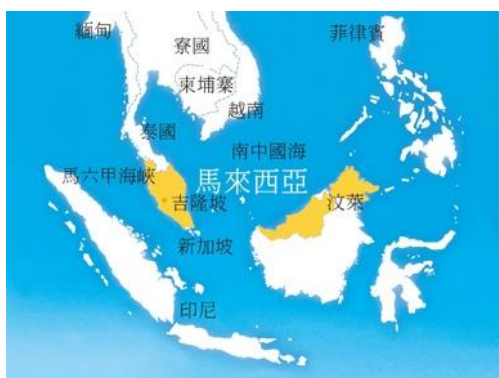 緬甸
菲律賓
寮國
柬埔寨
越南
泰國
南中國海
馬六甲海峽
馬來西亞
吉隆坡
汶萊
新加坡
印尼